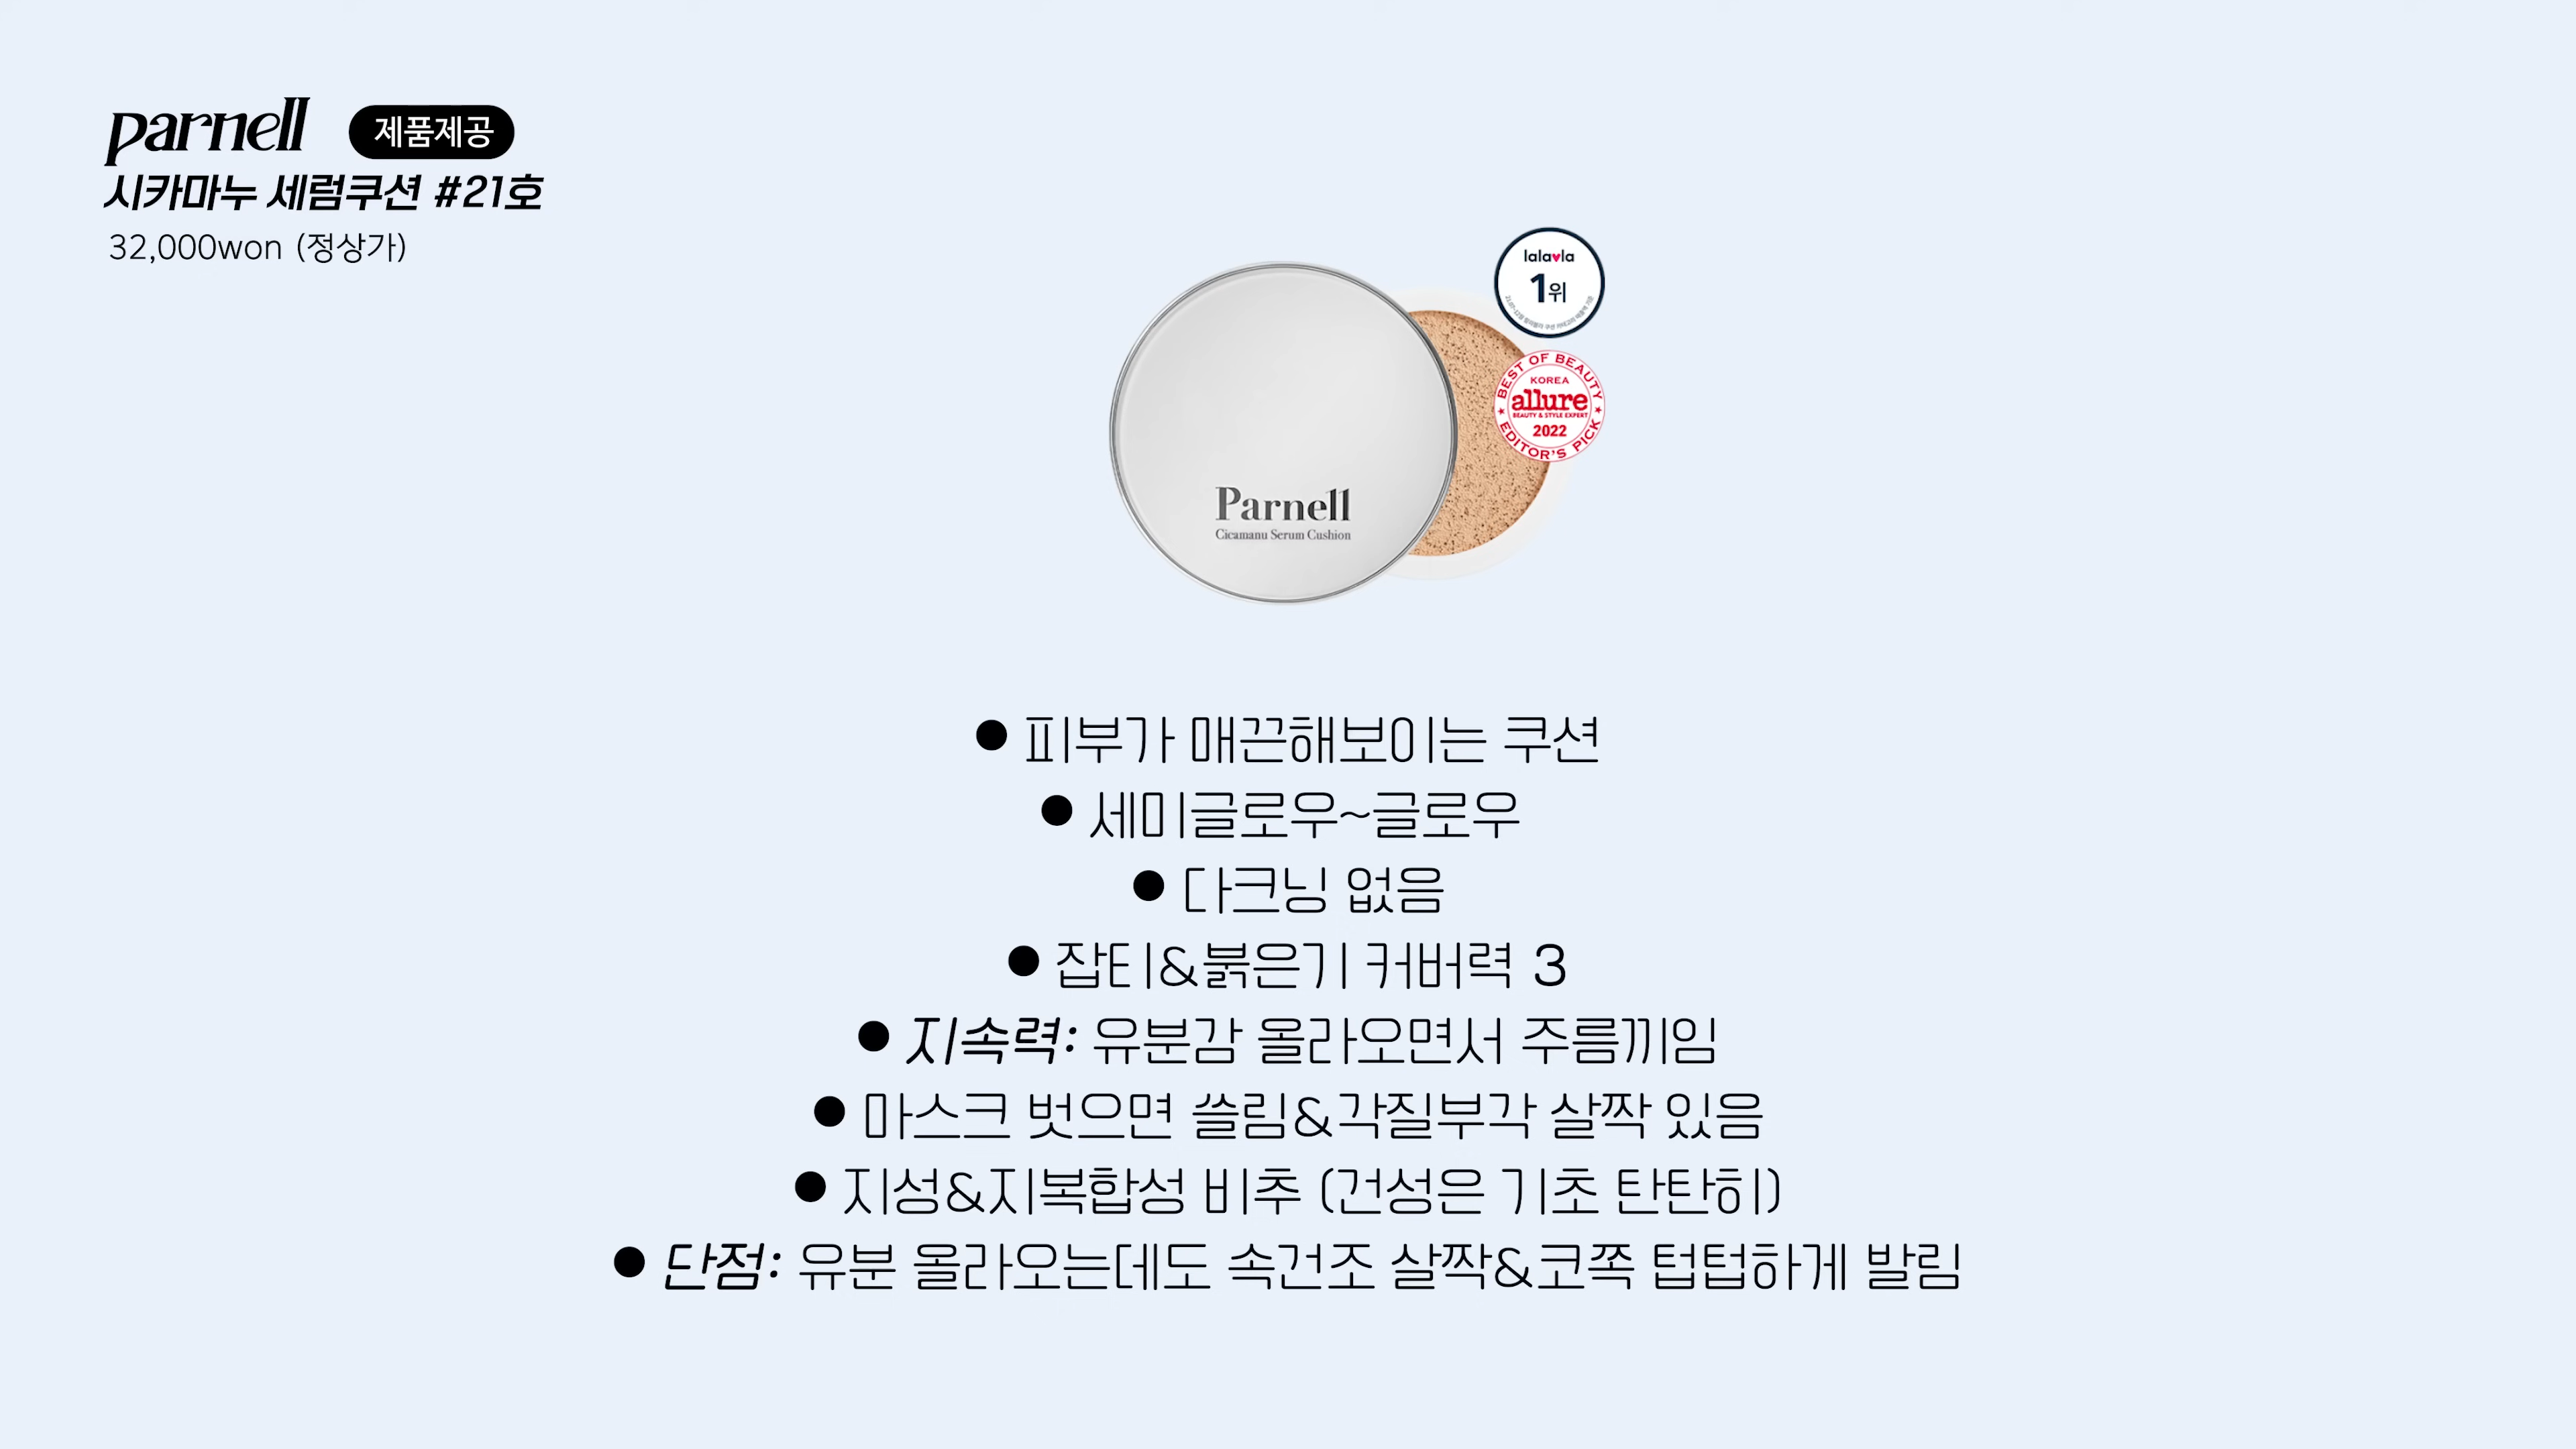 parnell 제품제공
시카마누 세럼쿠션 #21호
32,000won (정상가)
lalavla
1위
BEST OF BEAUTY
KOREA
allure
BEAUTY & STYLE EXPERT
2022
EDITOR'S PICK
Parnell
Cicamanu Serum Cushion
● 피부가 매끈해보이는 쿠션
● 세미글로우~글로우
● 다크닝 없음
● 잡티&붉은기 커버력 3
● 지속력: 유분감 올라오면서 주름끼임
● 마스크 벗으면 쓸림&각질부각 살짝 있음
● 지성&지복합성 비추 (건성은 기초 탄탄히)
● 단점: 유분 올라오는데도 속건조 살짝&코쪽 텁텁하게 발림